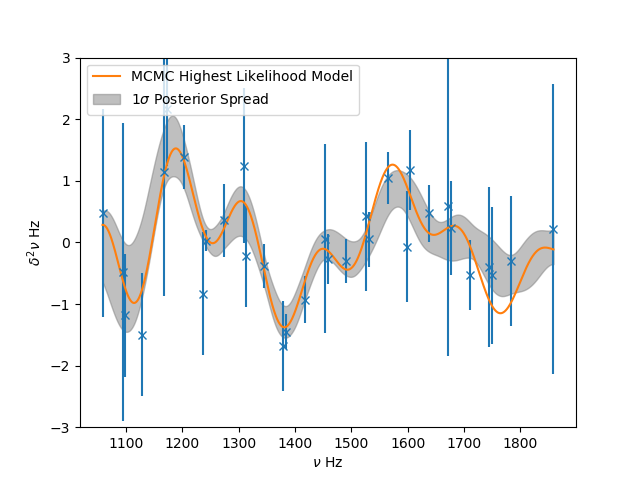 MCMC Highest Likelihood Model
1σ Posterior Spread
3
2
1
0
−1
−2
−3
δ²ν Hz
1100 1200 1300 1400 1500 1600 1700 1800
ν Hz